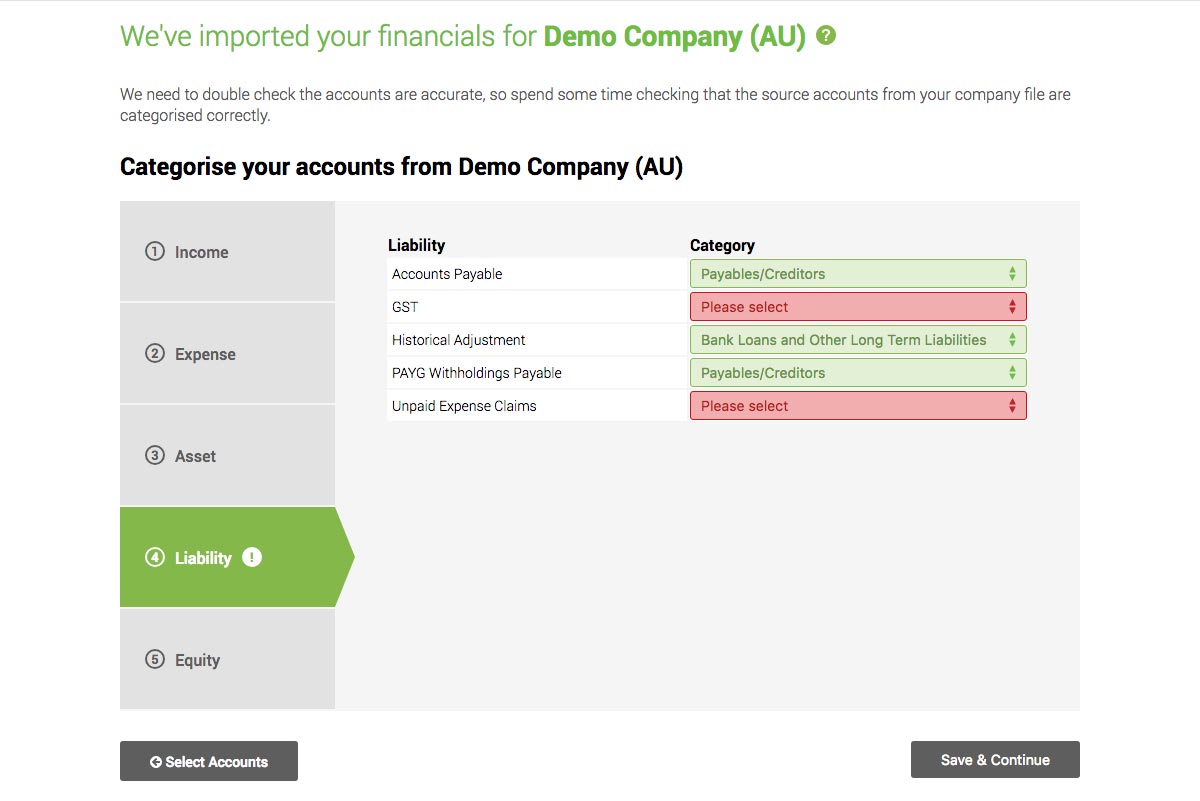 We've imported your financials for Demo Company (AU) ?
We need to double check the accounts are accurate, so spend some time checking that the source accounts from your company file are
categorised correctly.
Categorise your accounts from Demo Company (AU)
1 Income
2 Expense
3 Asset
4 Liability !
5 Equity
Liability Category
Accounts Payable Payables/Creditors
GST Please select
Historical Adjustment Bank Loans and Other Long Term Liabilities
PAYG Withholdings Payable Payables/Creditors
Unpaid Expense Claims Please select
Select Accounts
Save & Continue